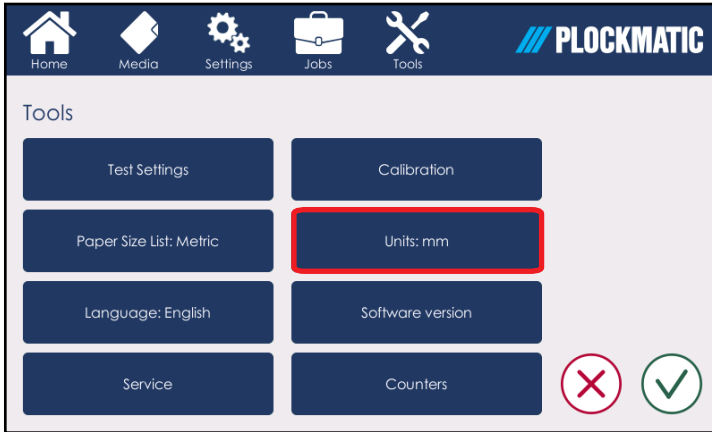 Home
Media
Settings
Jobs
Tools
PLOCKMATIC
Tools
Test Settings
Calibration
Paper Size List: Metric
Units: mm
Language: English
Software version
Service
Counters